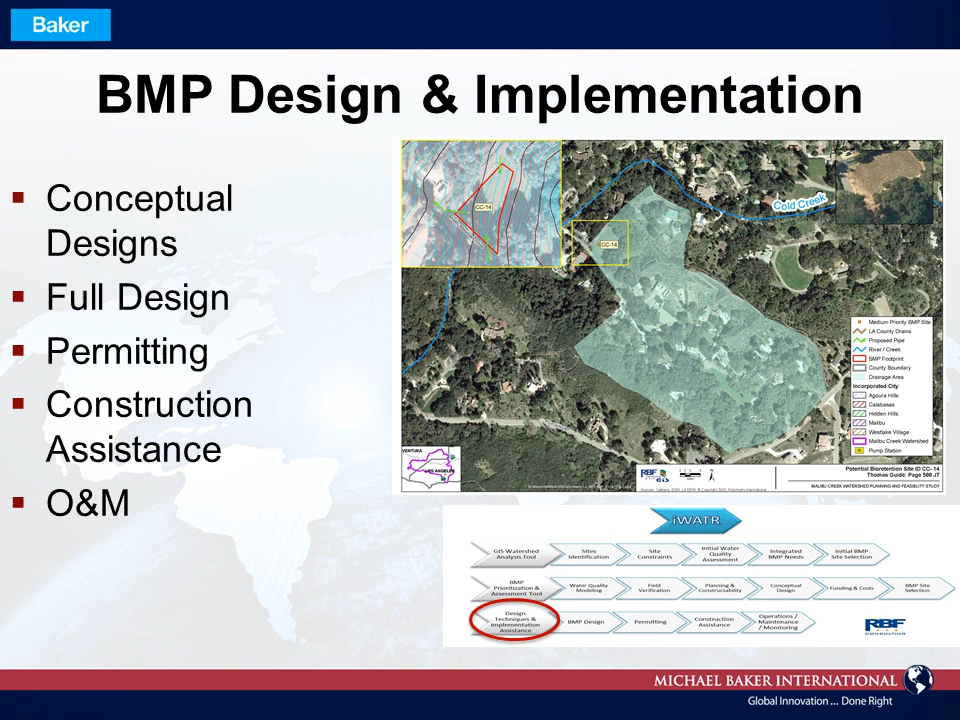 Baker
BMP Design & Implementation
Conceptual
Designs
Full Design
Permitting
Construction
Assistance
O&M
CC-14
CC-14
Cold Creek
Medium Priority BMP Site
LA County Drains
Proposed Pipe
River / Creek
BMP Footprint
County Boundary
Drainage Area
Incorporated City
Agoura Hills
Calabasas
Hidden Hills
Malibu
Westlake Village
Malibu Creek Watershed
Pump Station
VENTURA
LOS ANGELES
RBF
GIS
N
Potential Bioretention Site ID CC- 14
Thomas Guide: Page 588 J7
MALIBU CREEK WATERSHED PLANNING AND FEASIBILITY STUDY
iWATR
GIS Watershed
Analysis Tool
Sites
Identification
Site
Constraints
Initial Water
Quality
Assessment
Integrated
BMP Needs
Initial BMP
Site Selection
BMP
Prioritization &
Assessment Tool
Water Quality
Modeling
Field
Verification
Planning &
Constructability
Conceptual
Design
Funding & Costs
BMP Site
Selection
Design
Techniques &
Implementation
Assistance
BMP Design
Permitting
Construction
Assistance
Operations /
Maintenance
/ Monitoring
RBF
CONSULTING
MICHAEL BAKER INTERNATIONAL
Global Innovation ... Done Right